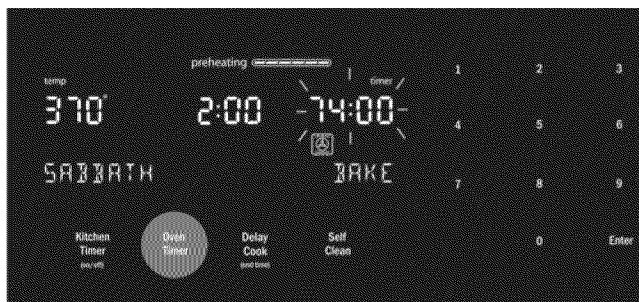 preheating
temp
timer
370°
2:00
74:00
SABBATH
BAKE
1 2 3
4 5 6
7 8 9
0 Enter
Kitchen Timer (on/off)
Oven Timer
Delay Cook (end time)
Self Clean